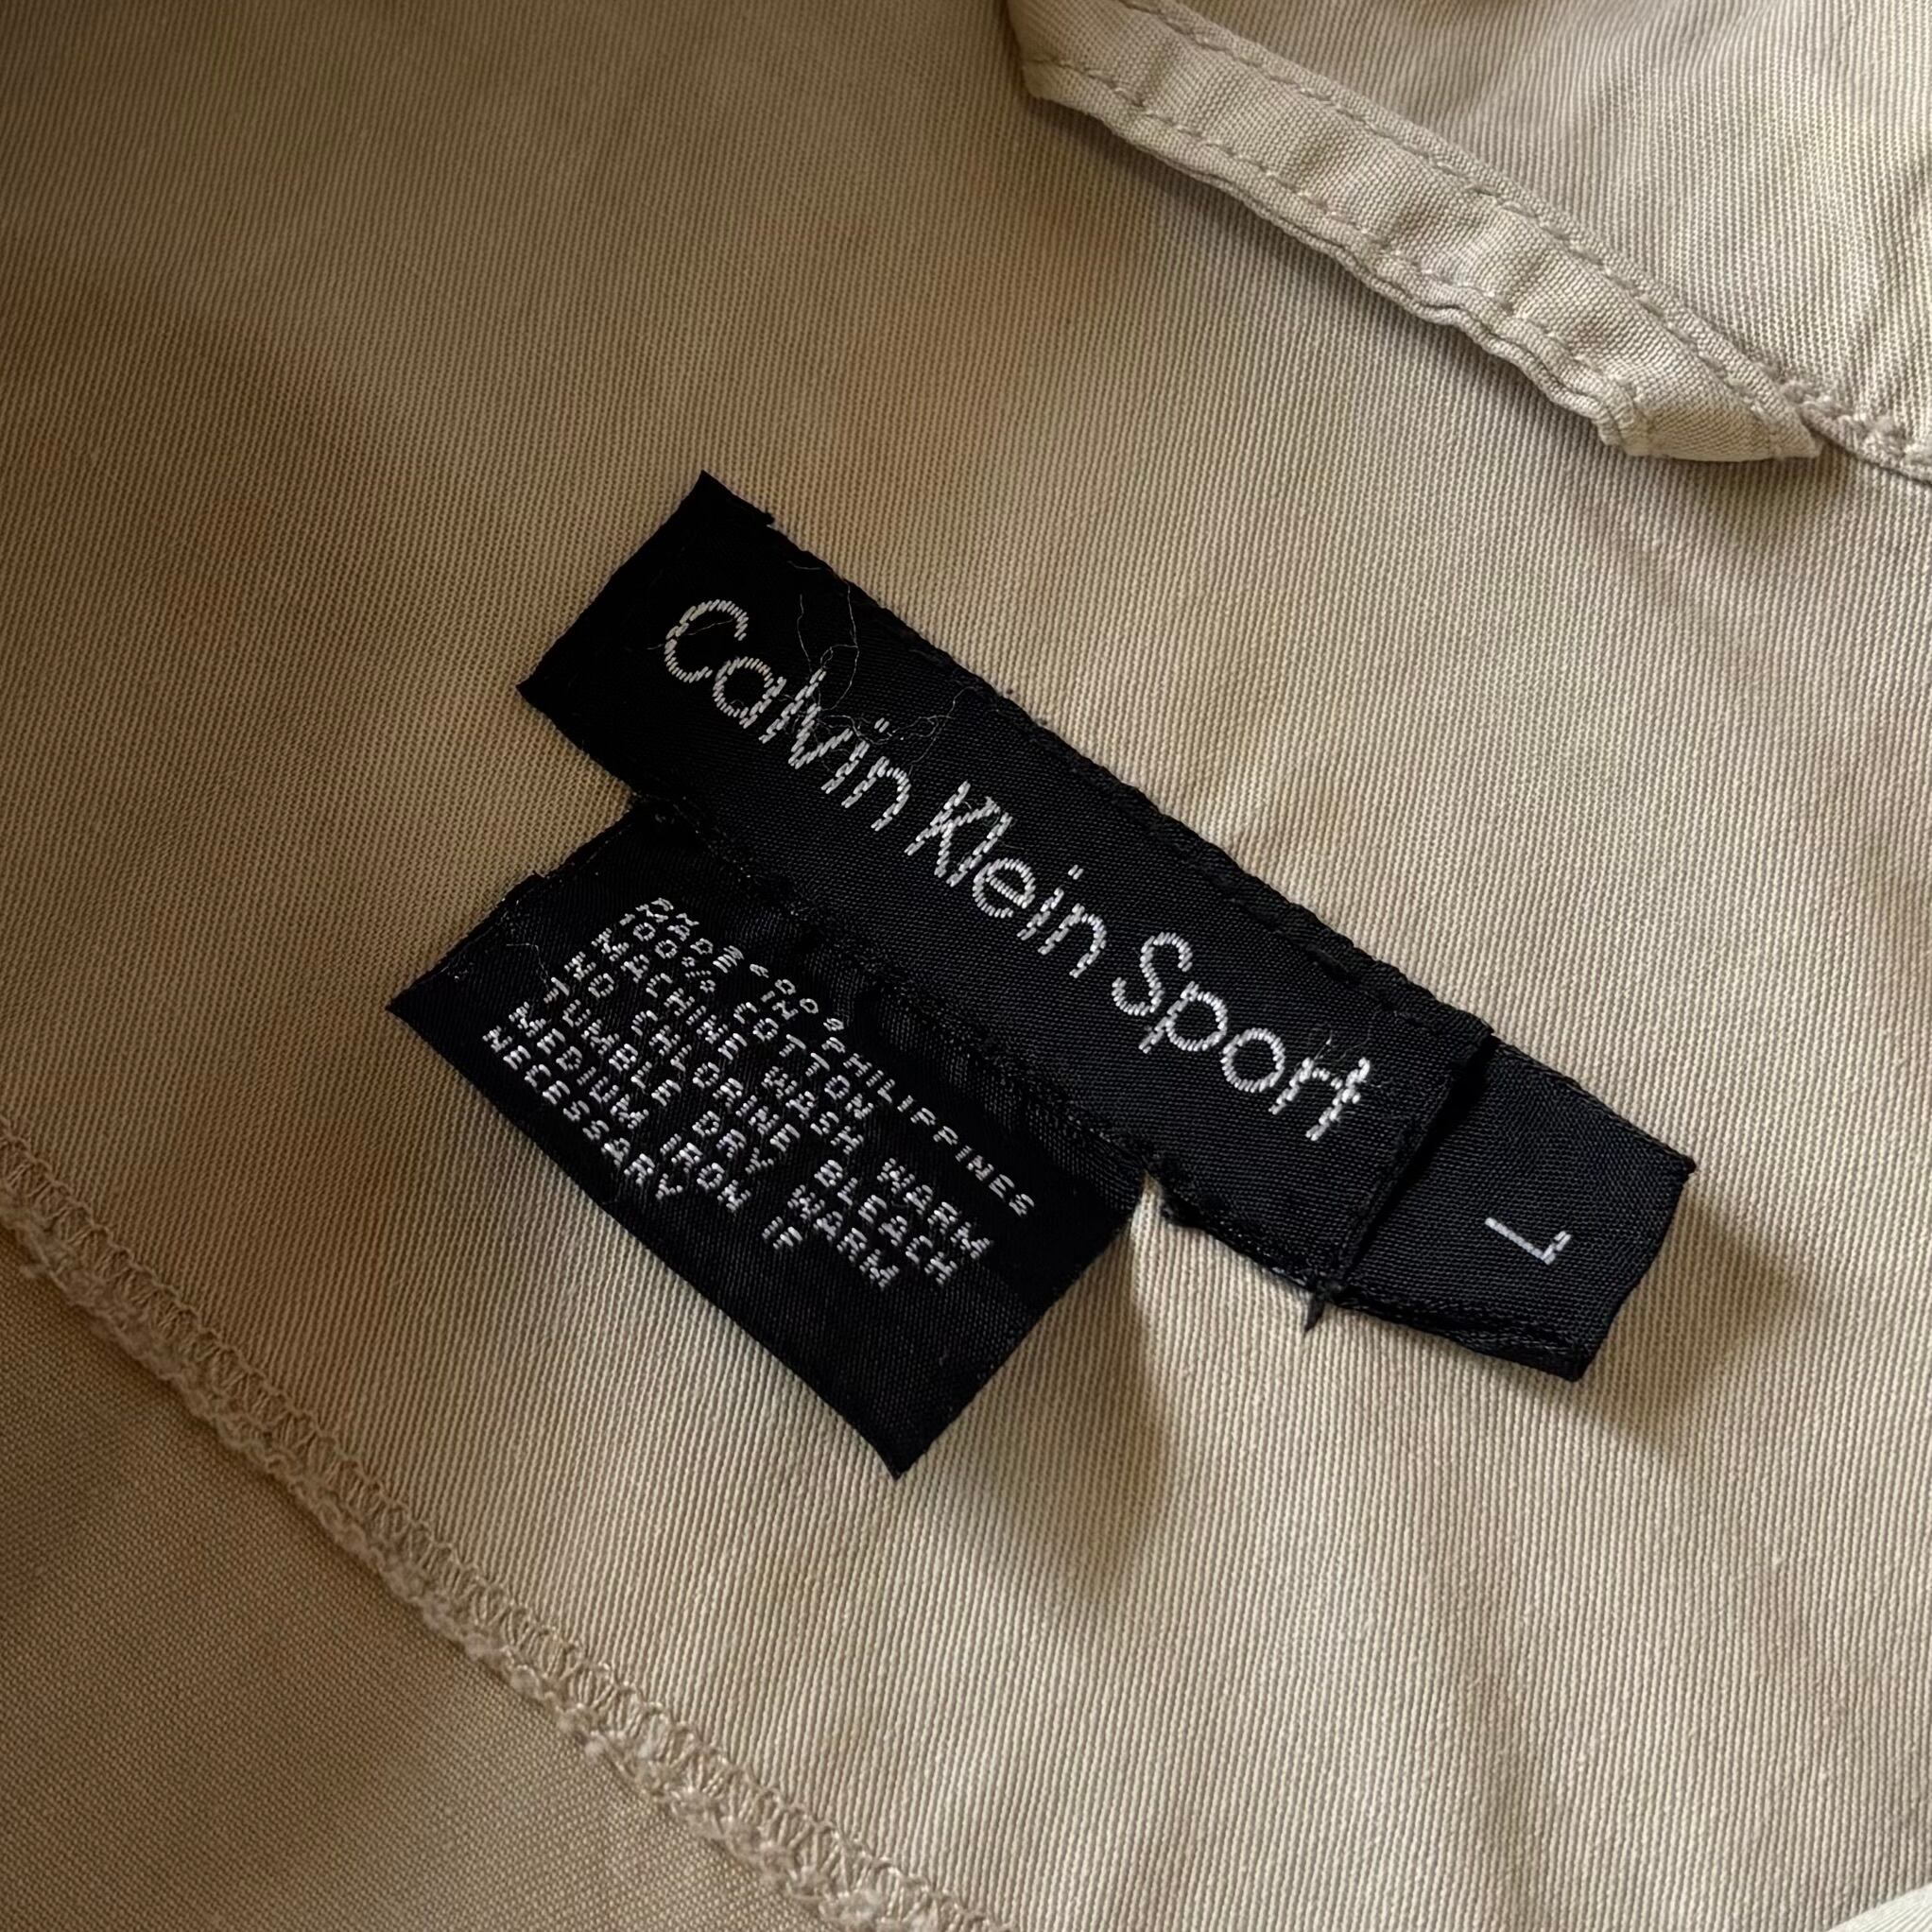 Calvin Klein Sport
L
MADE IN PHILIPPINES
100% COTTON
MACHINE WASH WARM
NO CHLORINE BLEACH
TUMBLE DRY WARM
MEDIUM IRON IF
NECESSARY